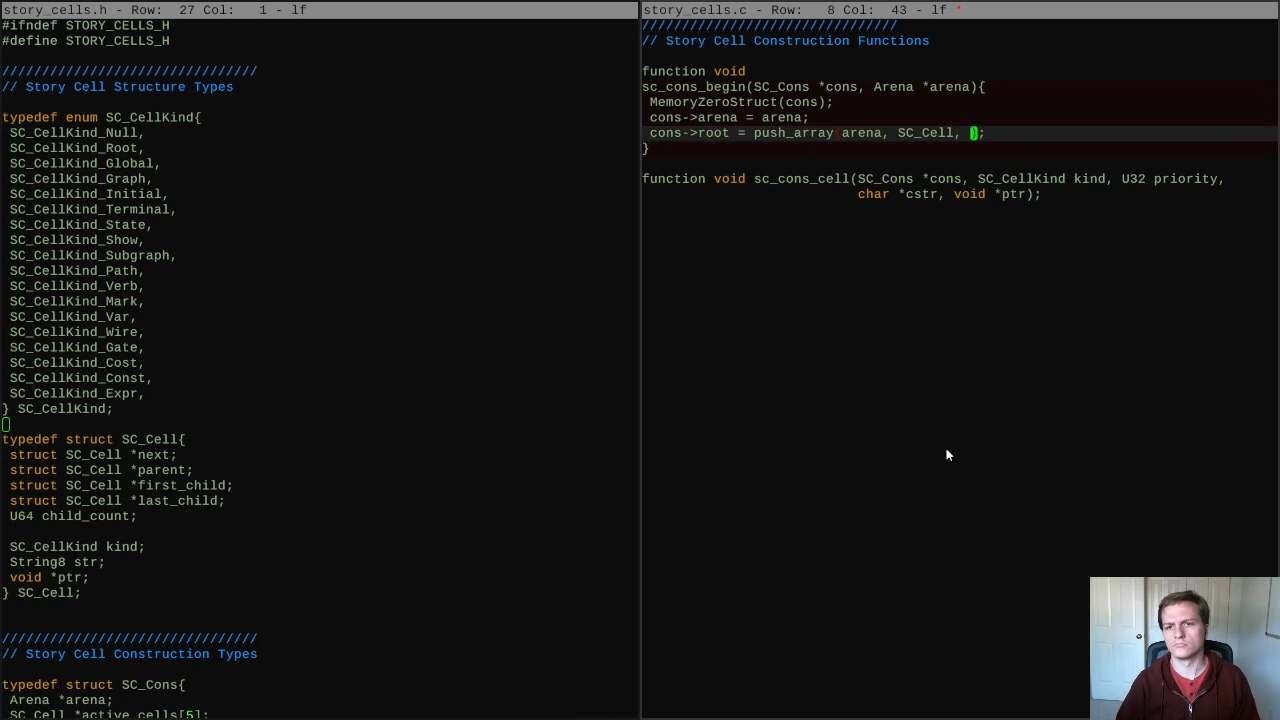 story_cells.h - Row:  27 Col:   1 - lf
#ifndef STORY_CELLS_H
#define STORY_CELLS_H
////////////////////////////////
// Story Cell Structure Types
typedef enum SC_CellKind{
 SC_CellKind_Null,
 SC_CellKind_Root,
 SC_CellKind_Global,
 SC_CellKind_Graph,
 SC_CellKind_Initial,
 SC_CellKind_Terminal,
 SC_CellKind_State,
 SC_CellKind_Show,
 SC_CellKind_Subgraph,
 SC_CellKind_Path,
 SC_CellKind_Verb,
 SC_CellKind_Mark,
 SC_CellKind_Var,
 SC_CellKind_Wire,
 SC_CellKind_Gate,
 SC_CellKind_Cost,
 SC_CellKind_Const,
 SC_CellKind_Expr,
} SC_CellKind;
typedef struct SC_Cell{
 struct SC_Cell *next;
 struct SC_Cell *parent;
 struct SC_Cell *first_child;
 struct SC_Cell *last_child;
 U64 child_count;
 SC_CellKind kind;
 String8 str;
 void *ptr;
} SC_Cell;
////////////////////////////////
// Story Cell Construction Types
typedef struct SC_Cons{
 Arena *arena;
 SC_Cell *active_cells[5];
story_cells.c - Row:   8 Col:  43 - lf *
////////////////////////////////
// Story Cell Construction Functions
function void
sc_cons_begin(SC_Cons *cons, Arena *arena){
 MemoryZeroStruct(cons);
 cons->arena = arena;
 cons->root = push_array(arena, SC_Cell, );
}
function void sc_cons_cell(SC_Cons *cons, SC_CellKind kind, U32 priority,
                           char *cstr, void *ptr);